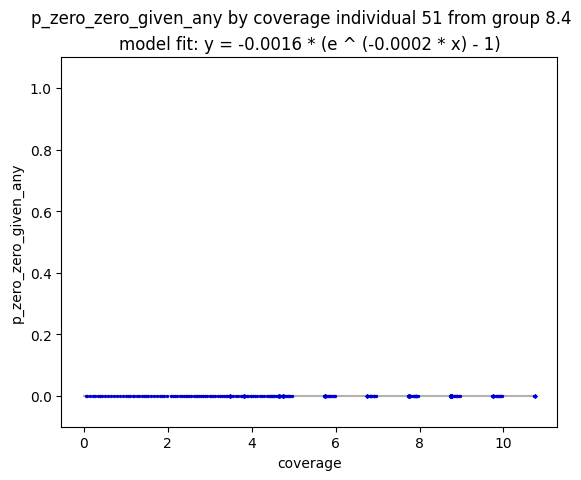 p_zero_zero_given_any by coverage individual 51 from group 8.4
model fit: y = -0.0016 * (e ^ (-0.0002 * x) - 1)
1.0
0.8
0.6
0.4
0.2
0.0
p_zero_zero_given_any
0 2 4 6 8 10
coverage